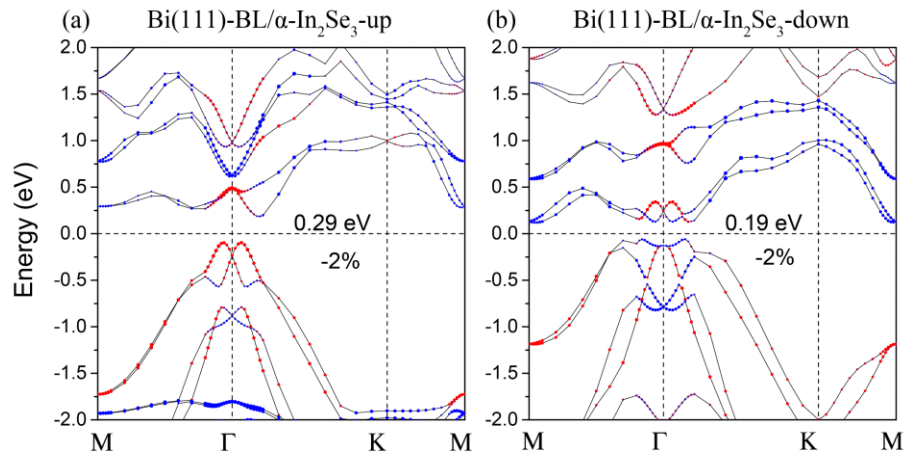 (a) Bi(111)-BL/α-In₂Se₃-up
(b) Bi(111)-BL/α-In₂Se₃-down
Energy (eV)
2.0
1.5
1.0
0.5
0.0
-0.5
-1.0
-1.5
-2.0
0.29 eV
-2%
M Γ K M
2.0
1.5
1.0
0.5
0.0
-0.5
-1.0
-1.5
-2.0
0.19 eV
-2%
M Γ K M